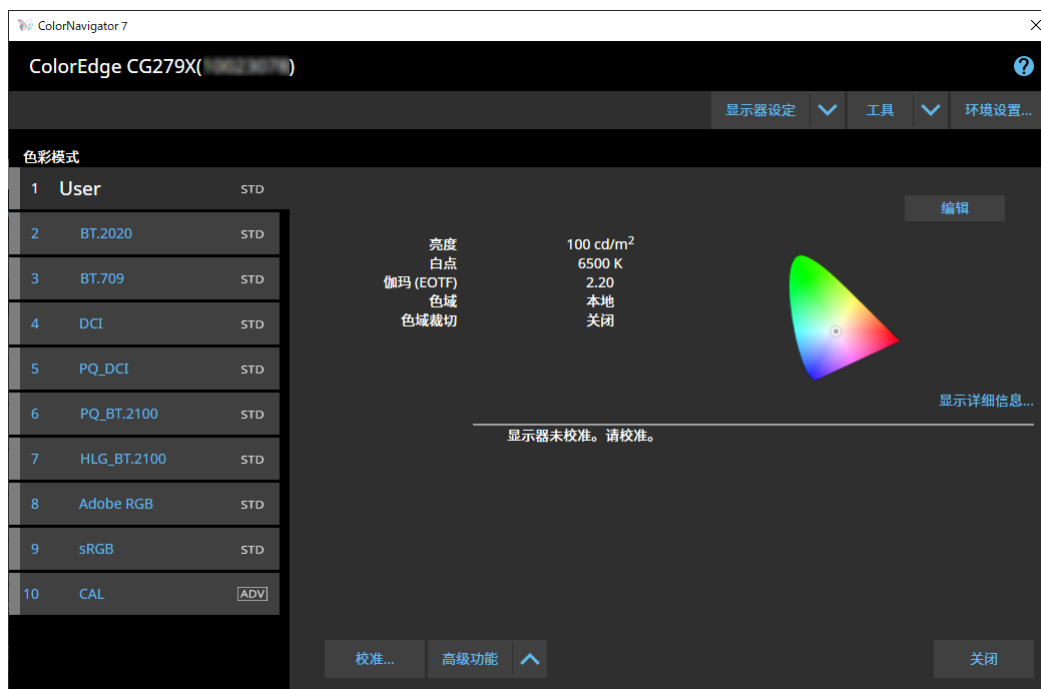 ColorNavigator 7
ColorEdge CG279X( )
显示器设定 工具 环境设置...
色彩模式
1 User STD
2 BT.2020 STD
3 BT.709 STD
4 DCI STD
5 PQ_DCI STD
6 PQ_BT.2100 STD
7 HLG_BT.2100 STD
8 Adobe RGB STD
9 sRGB STD
10 CAL ADV
编辑
亮度 100 cd/m²
白点 6500 K
伽玛 (EOTF) 2.20
色域 本地
色域裁切 关闭
显示详细信息...
显示器未校准。请校准。
校准... 高级功能 关闭